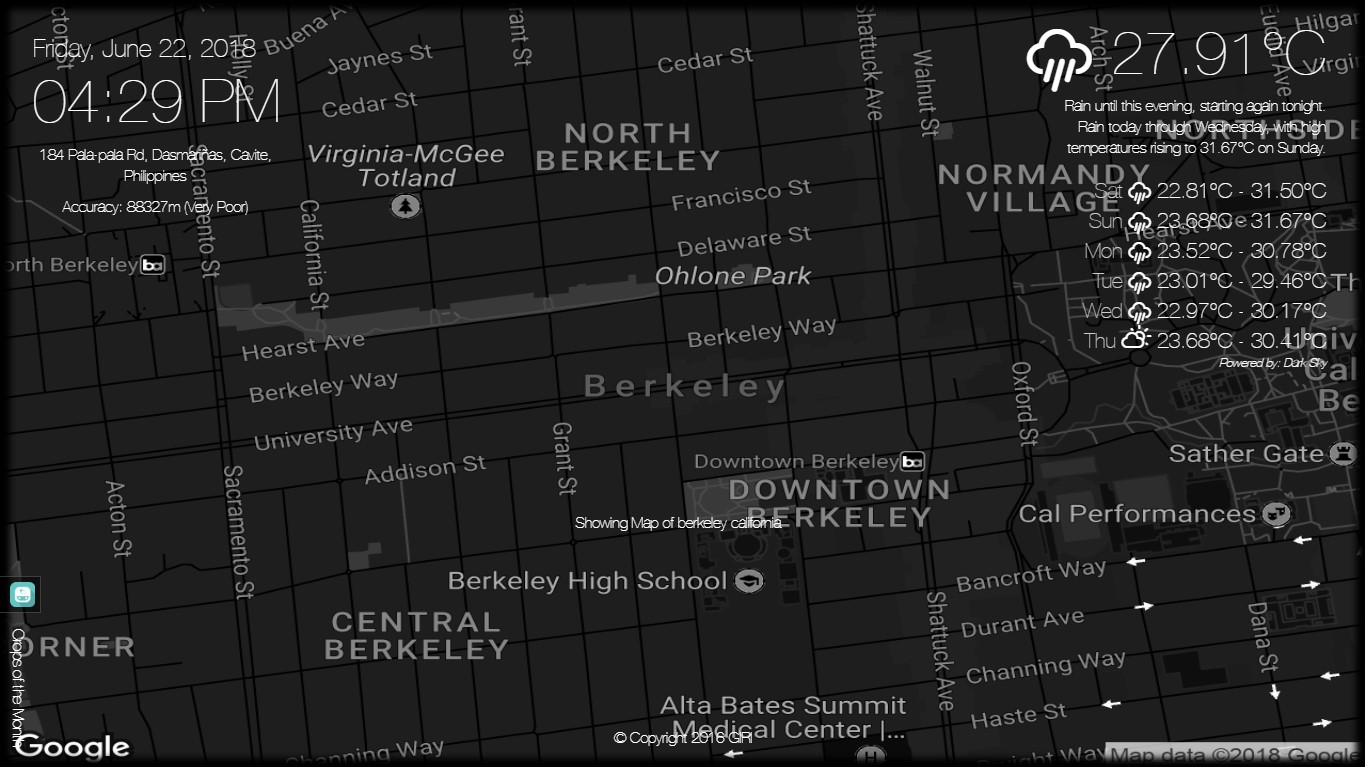 Friday, June 22, 2018
04:29 PM
184 Pala-pala Rd, Dasmariñas, Cavite,
Philippines
Accuracy: 88327m (Very Poor)
27.91°C
Rain until this evening, starting again tonight.
Rain today through Wednesday, with high
temperatures rising to 31.67°C on Sunday.
Sat 22.81°C - 31.50°C
Sun 23.68°C - 31.67°C
Mon 23.52°C - 30.78°C
Tue 23.01°C - 29.46°C
Wed 22.97°C - 30.17°C
Thu 23.68°C - 30.41°C
Powered by: Dark Sky
Buena
Jaynes St
Cedar St
Cedar St
Shattuck Ave
Walnut St
Arch St
Euclid Ave
NORTH
BERKELEY
Virginia-McGee
Totland
NORTHSIDE
NORMANDY
VILLAGE
Francisco St
Delaware St
Hearst Ave
Ohlone Park
Sacramento St
California St
orth Berkeley
Hearst Ave
Berkeley Way
Berkeley Way
Berkeley
University Ave
Addison St
Grant St
Oxford St
Acton St
Sacramento St
Downtown Berkeley
DOWNTOWN
BERKELEY
Sather Gate
Cal Performances
Showing Map of berkeley california
Berkeley High School
Bancroft Way
Durant Ave
Channing Way
Haste St
Shattuck Ave
Dana St
CENTRAL
BERKELEY
ORNER
Crops of the Month
Alta Bates Summit
Medical Center |...
Channing Way
Google
Map data ©2018 Google